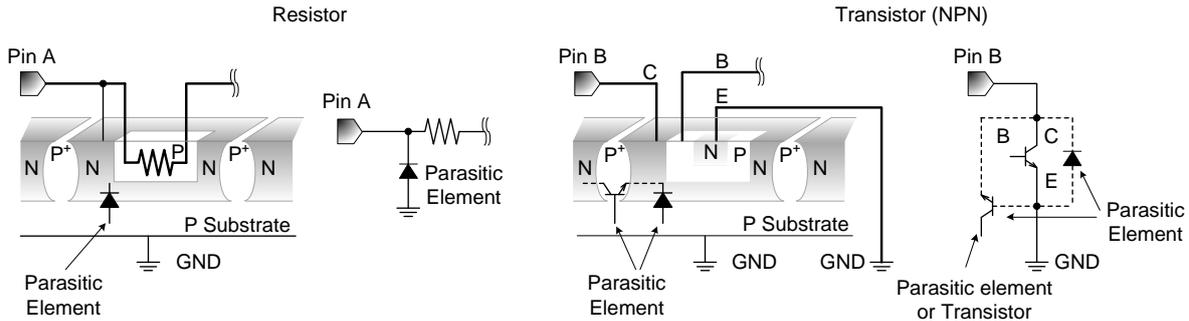 Resistor
Transistor (NPN)
Pin A
Pin A
N
P+
N
P
N
P+
N
Parasitic
Element
P Substrate
GND
Parasitic
Element
Pin B
C
B
E
N
P+
N
P
N
P+
N
P Substrate
GND
GND
Parasitic
Element
Pin B
B
C
E
Parasitic
Element
GND
Parasitic element
or Transistor